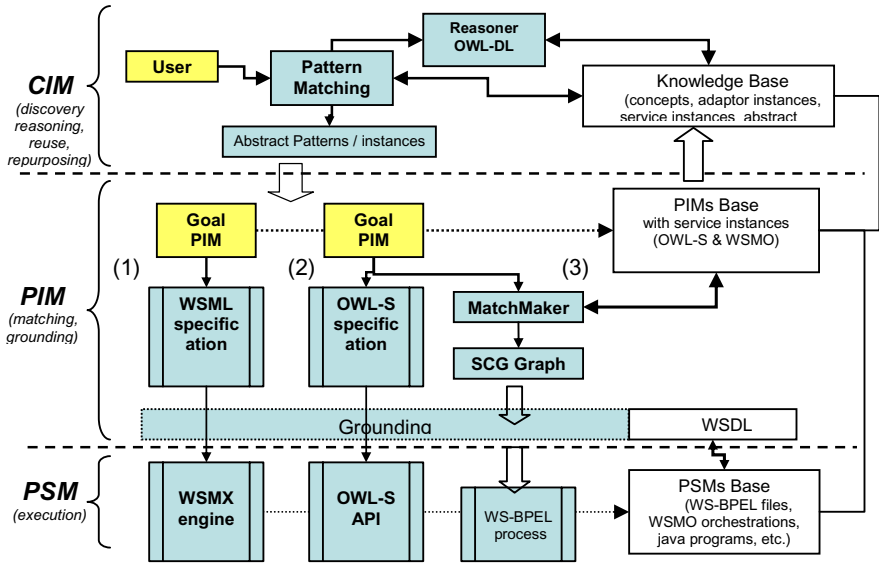 Reasoner
OWL-DL
User
Pattern
Matching
Knowledge Base
(concepts, adaptor instances,
service instances, abstract
CIM
(discovery
reasoning,
reuse,
repurposing)
Abstract Patterns / instances
Goal
PIM
Goal
PIM
PIMs Base
with service instances
(OWL-S & WSMO)
(1)
(2)
(3)
PIM
(matching,
grounding)
WSML
specific
ation
OWL-S
specific
ation
MatchMaker
SCG Graph
Grounding
WSDL
PSM
(execution)
WSMX
engine
OWL-S
API
WS-BPEL
process
PSMs Base
(WS-BPEL files,
WSMO orchestrations,
java programs, etc.)